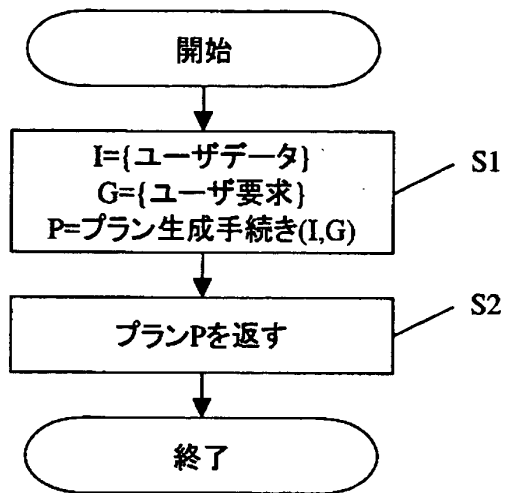 開始
I={ユーザデータ}
G={ユーザ要求}
P=プラン生成手続き(I,G)
S1
プランPを返す
S2
終了